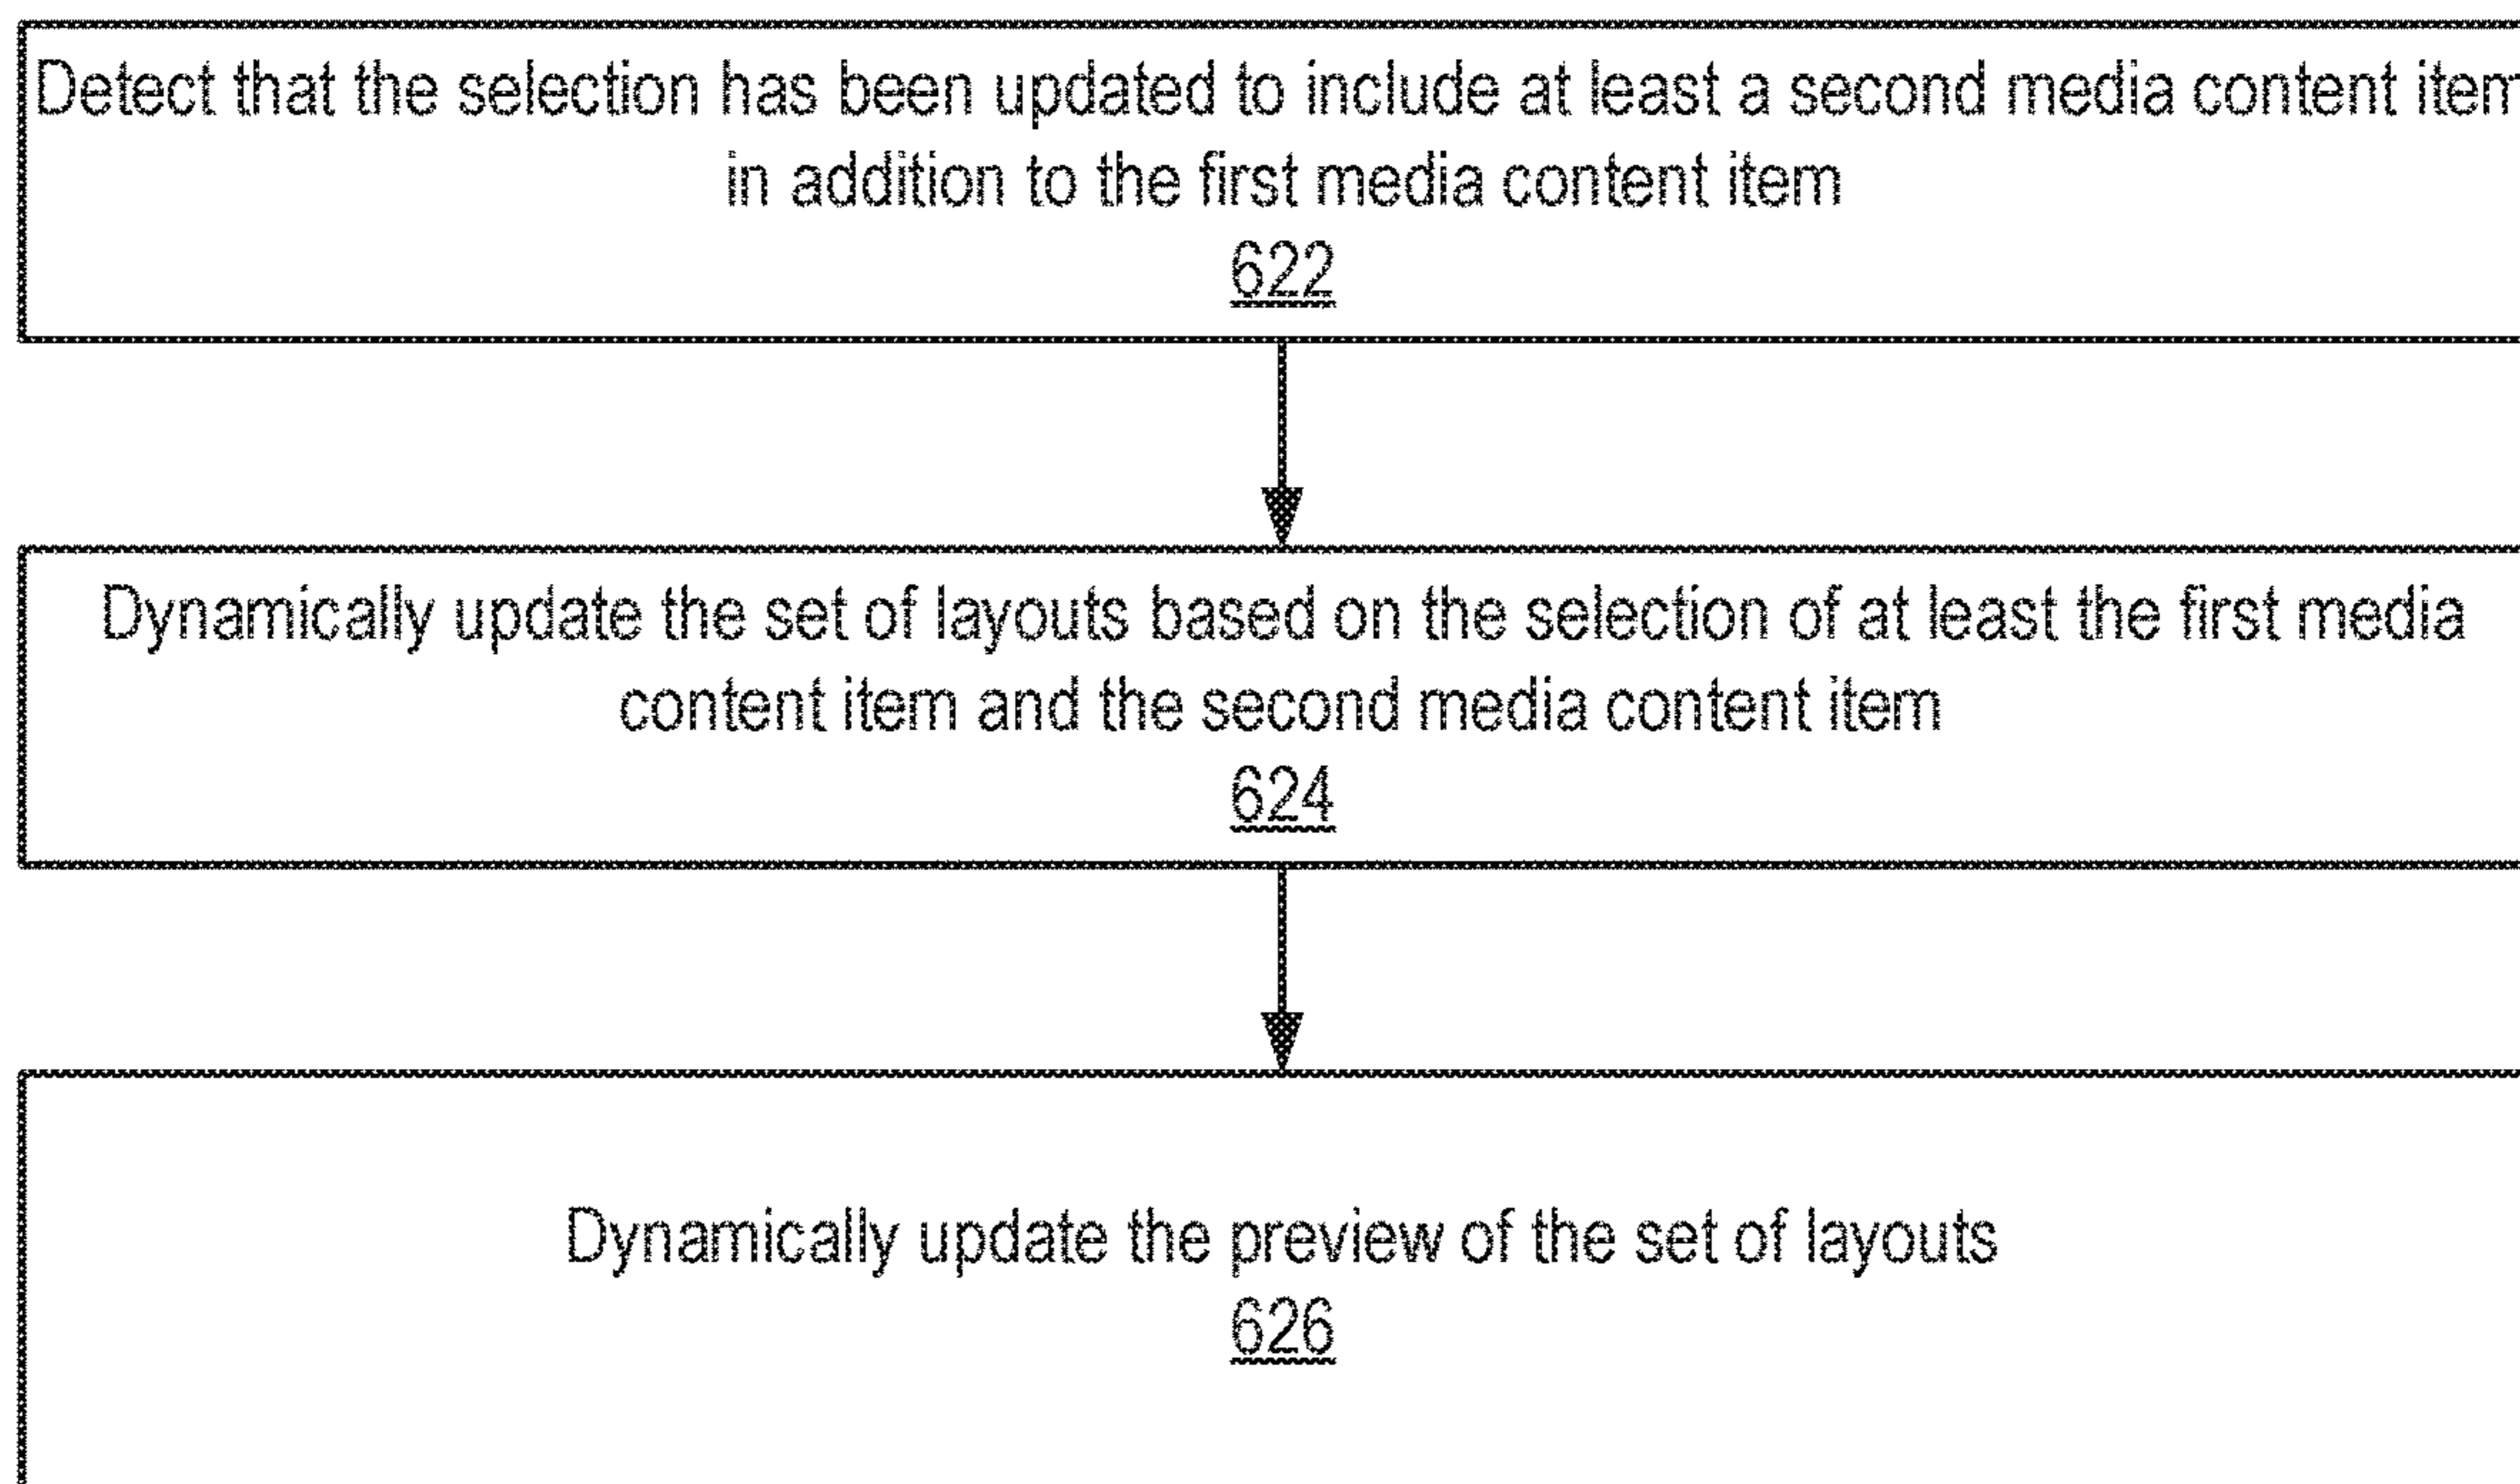 Detect that the selection has been updated to include at least a second media content item
in addition to the first media content item
622
Dynamically update the set of layouts based on the selection of at least the first media
content item and the second media content item
624
Dynamically update the preview of the set of layouts
626